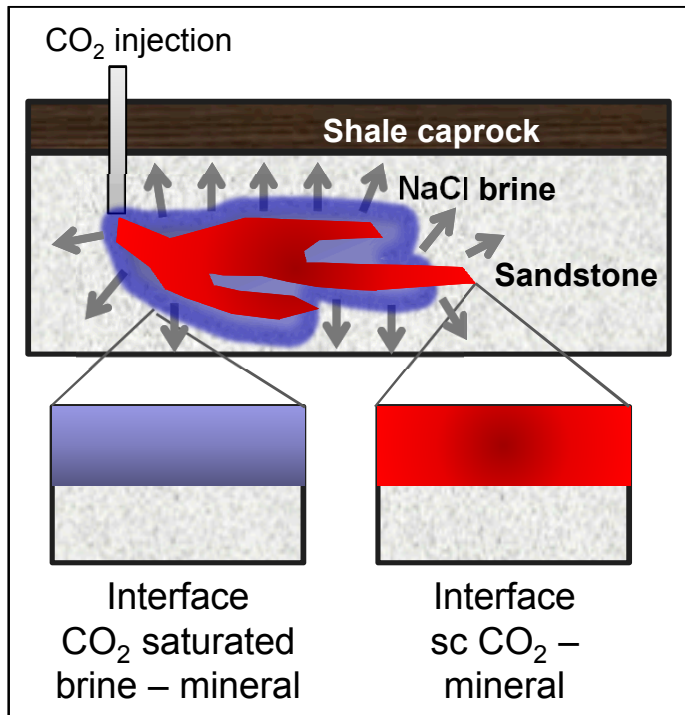 CO₂ injection
Shale caprock
NaCl brine
Sandstone
Interface
CO₂ saturated
brine – mineral
Interface
sc CO₂ –
mineral